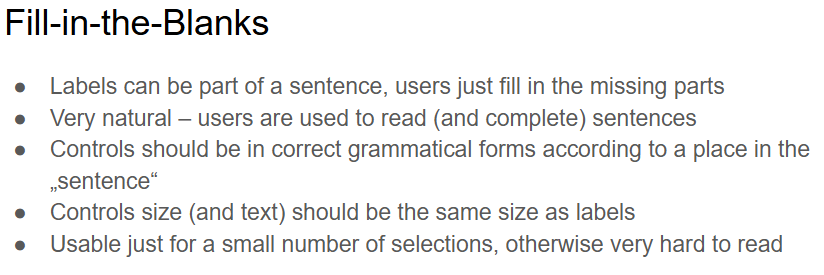 Fill-in-the-Blanks
● Labels can be part of a sentence, users just fill in the missing parts
● Very natural – users are used to read (and complete) sentences
● Controls should be in correct grammatical forms according to a place in the
„sentence“
● Controls size (and text) should be the same size as labels
● Usable just for a small number of selections, otherwise very hard to read